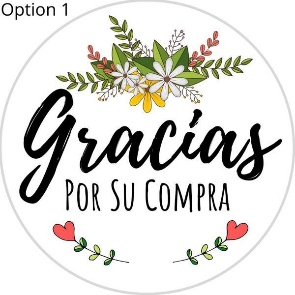 Option 1
Gracias
Por Su Compra